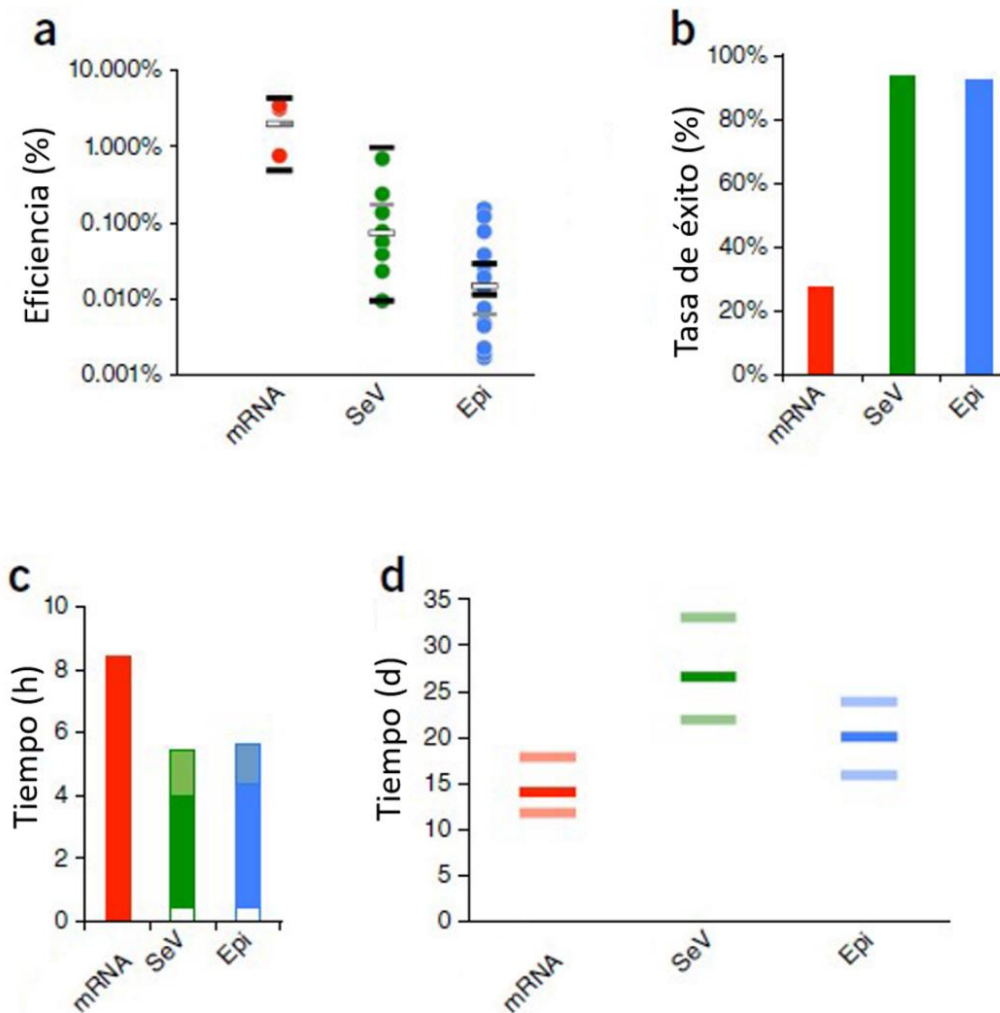 a
Eficiencia (%)
10.000%
1.000%
0.100%
0.010%
0.001%
mRNA
SeV
Epi
b
Tasa de éxito (%)
100%
80%
60%
40%
20%
0%
mRNA
SeV
Epi
c
Tiempo (h)
10
8
6
4
2
0
mRNA
SeV
Epi
d
Tiempo (d)
35
30
25
20
15
10
5
0
mRNA
SeV
Epi